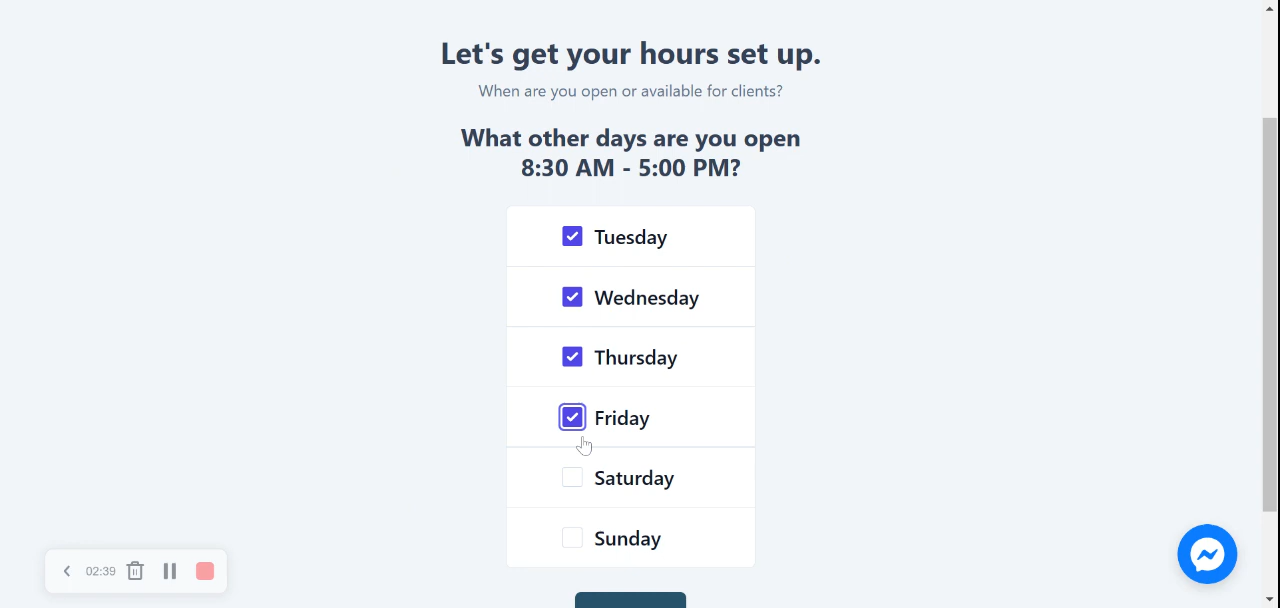 Let's get your hours set up.
When are you open or available for clients?
What other days are you open
8:30 AM - 5:00 PM?
Tuesday
Wednesday
Thursday
Friday
Saturday
Sunday
02:39